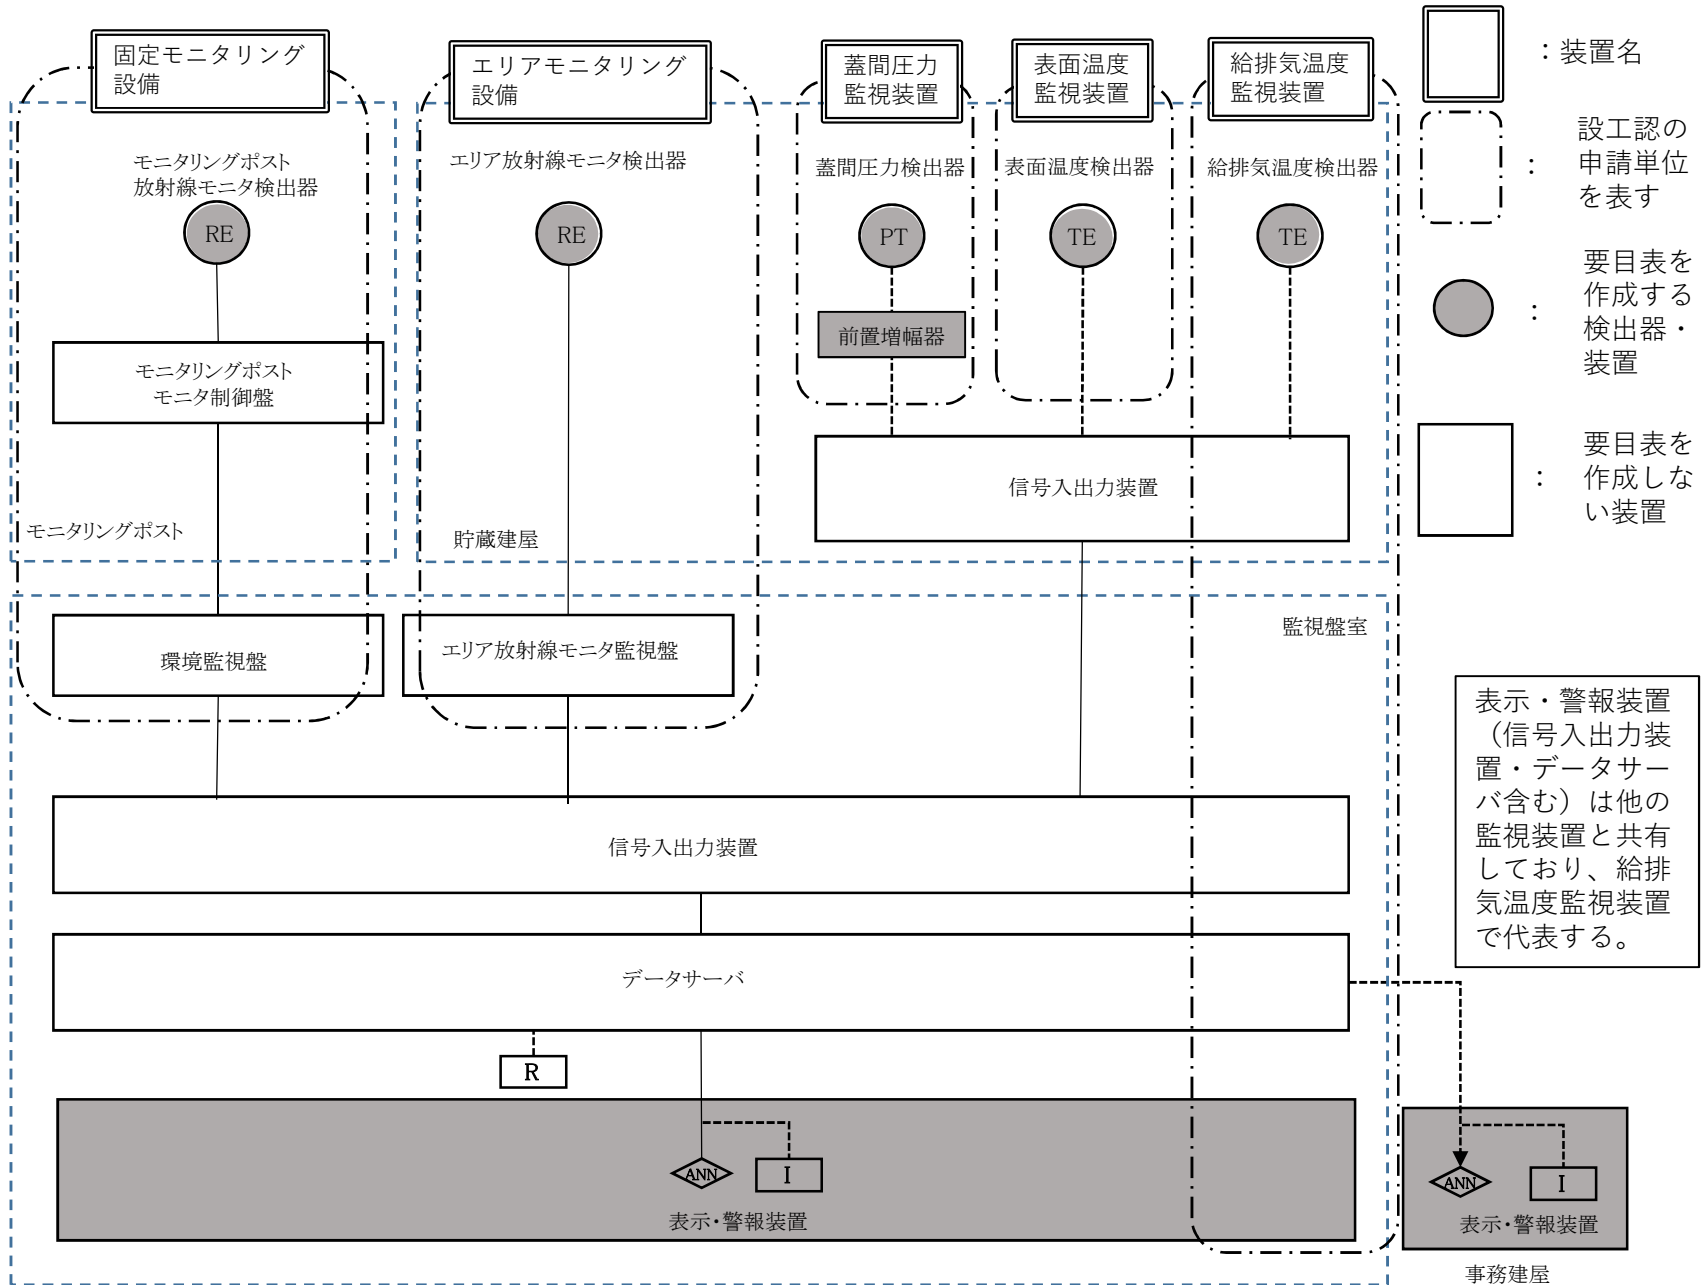 固定モニタリング
設備
エリアモニタリング
設備
蓋間圧力
監視装置
表面温度
監視装置
給排気温度
監視装置
：装置名
モニタリングポスト
放射線モニタ検出器
エリア放射線モニタ検出器
蓋間圧力検出器
表面温度検出器
給排気温度検出器
：
設工認の
申請単位
を表す
RE
RE
PT
TE
TE
：
要目表を
作成する
検出器・
装置
前置増幅器
モニタリングポスト
モニタ制御盤
信号入出力装置
：
要目表を
作成しな
い装置
モニタリングポスト
貯蔵建屋
監視盤室
環境監視盤
エリア放射線モニタ監視盤
表示・警報装置
（信号入出力装
置・データサー
バ含む）は他の
監視装置と共有
しており、給排
気温度監視装置
で代表する。
信号入出力装置
データサーバ
R
ANN
I
表示・警報装置
ANN
I
表示・警報装置
事務建屋